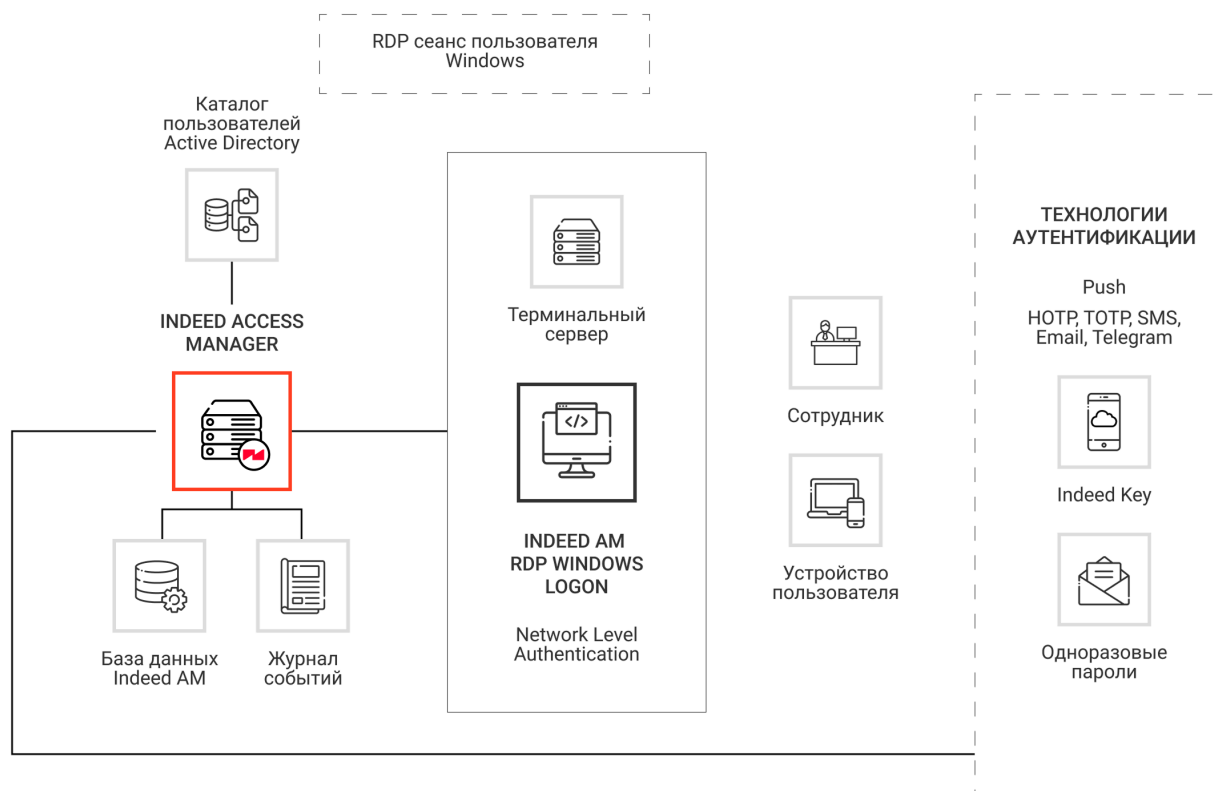 RDP сеанс пользователя
Windows
Каталог
пользователей
Active Directory
INDEED ACCESS
MANAGER
База данных
Indeed AM
Журнал
событий
Терминальный
сервер
INDEED AM
RDP WINDOWS
LOGON
Network Level
Authentication
Сотрудник
Устройство
пользователя
ТЕХНОЛОГИИ
АУТЕНТИФИКАЦИИ
Push
HOTP, TOTP, SMS,
Email, Telegram
Indeed Key
Одноразовые
пароли